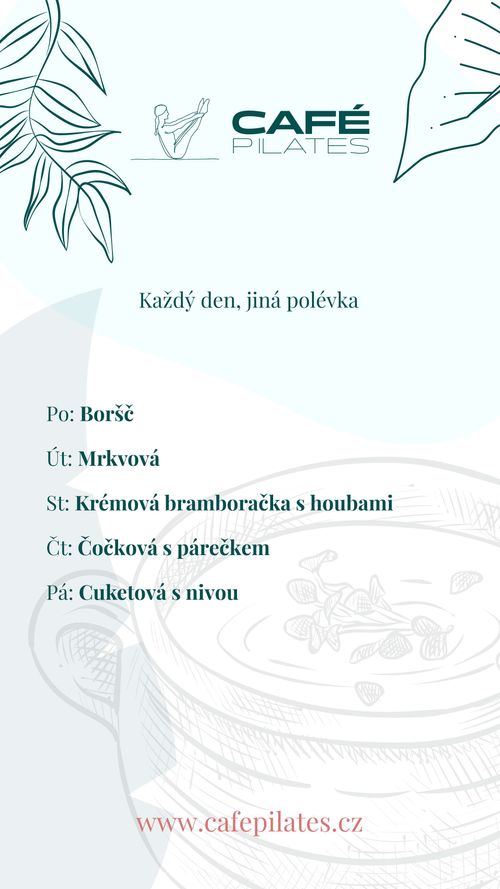 CAFÉ
PILATES
Každý den, jiná polévka
Po: Boršč
Út: Mrkvová
St: Krémová bramboračka s houbami
Čt: Čočková s párečkem
Pá: Cuketová s nivou
www.cafepilates.cz